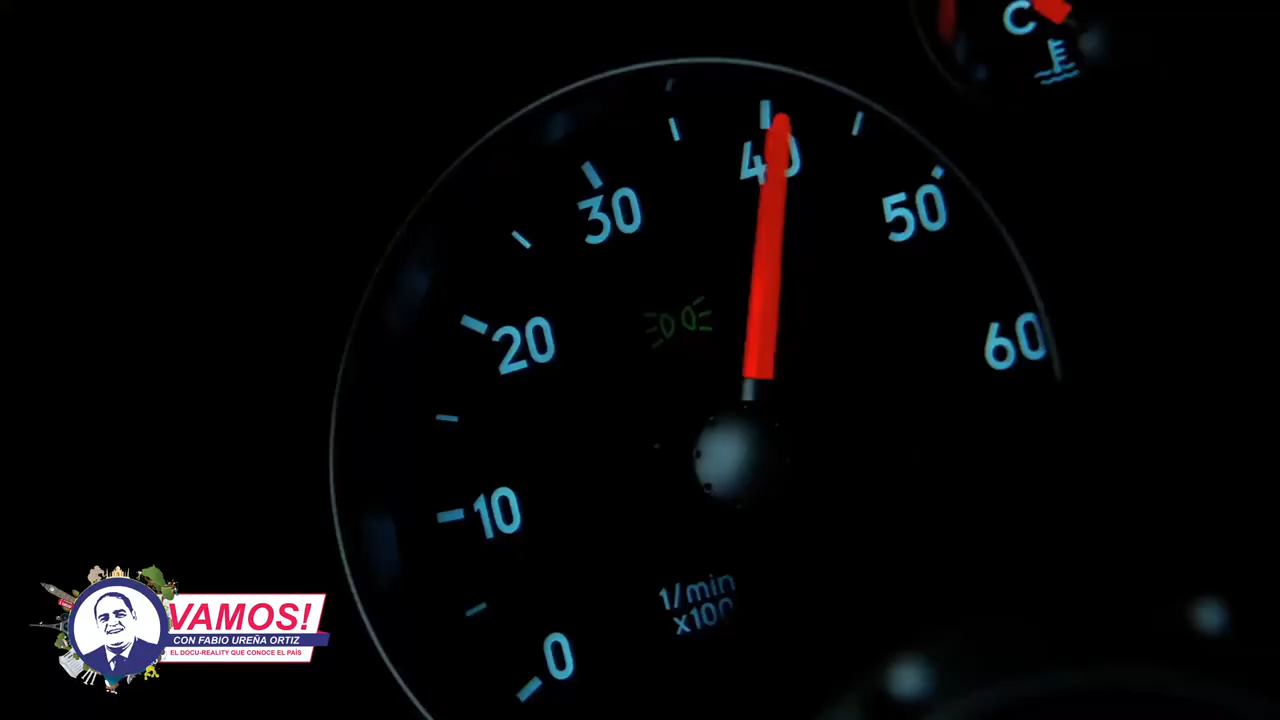 C
40
30
50
20
60
10
1/min
x100
0
VAMOS!
CON FABIO UREÑA ORTIZ
EL DOCU-REALITY QUE CONOCE EL PAÍS